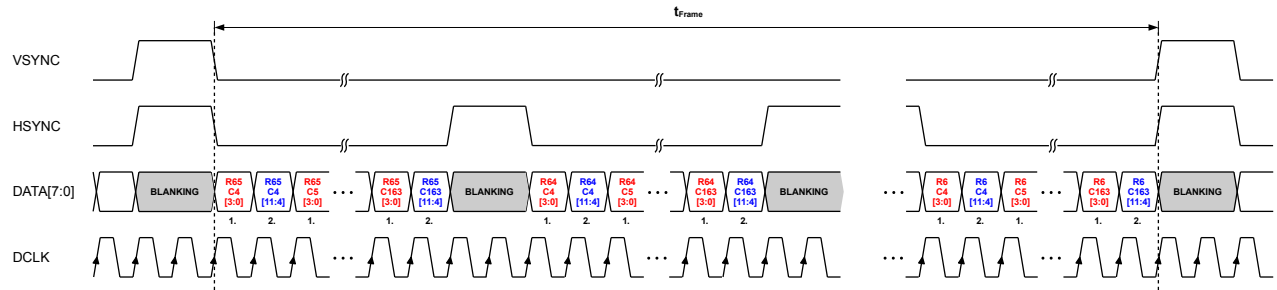 tFrame
VSYNC
HSYNC
DATA[7:0]
BLANKING
R65
C4
[3:0]
R65
C4
[11:4]
R65
C5
[3:0]
...
R65
C163
[3:0]
R65
C163
[11:4]
BLANKING
R64
C4
[3:0]
R64
C4
[11:4]
R64
C5
[3:0]
...
R64
C163
[3:0]
R64
C163
[11:4]
BLANKING
...
R6
C4
[3:0]
R6
C4
[11:4]
R6
C5
[3:0]
...
R6
C163
[3:0]
R6
C163
[11:4]
BLANKING
1. 2. 1. 1. 2. 1. 2. 1. 1. 2. 1. 2. 1. 1. 2.
DCLK ... ... ... ...